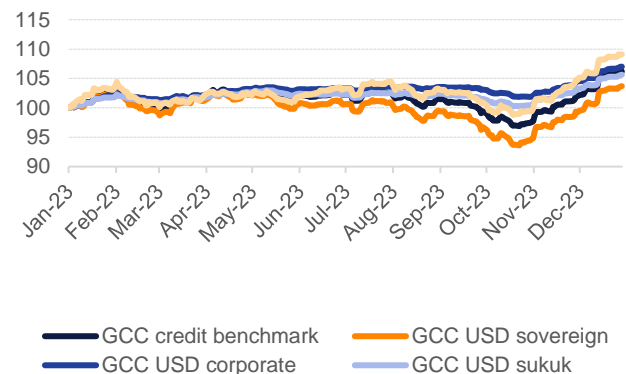 115
110
105
100
95
90
Jan-23 Feb-23 Mar-23 Apr-23 May-23 Jun-23 Jul-23 Aug-23 Sep-23 Oct-23 Nov-23 Dec-23
GCC credit benchmark GCC USD sovereign
GCC USD corporate GCC USD sukuk